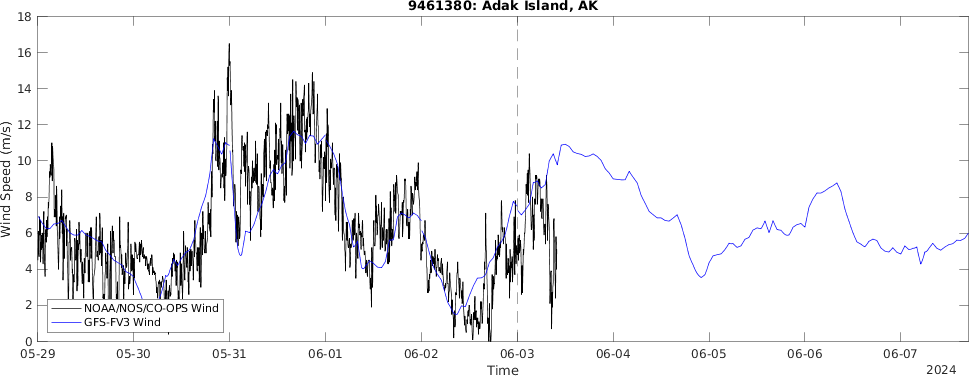 9461380: Adak Island, AK
Wind Speed (m/s)
18
16
14
12
10
8
6
4
2
0
NOAA/NOS/CO-OPS Wind
GFS-FV3 Wind
05-29 05-30 05-31 06-01 06-02 06-03 06-04 06-05 06-06 06-07
Time
2024